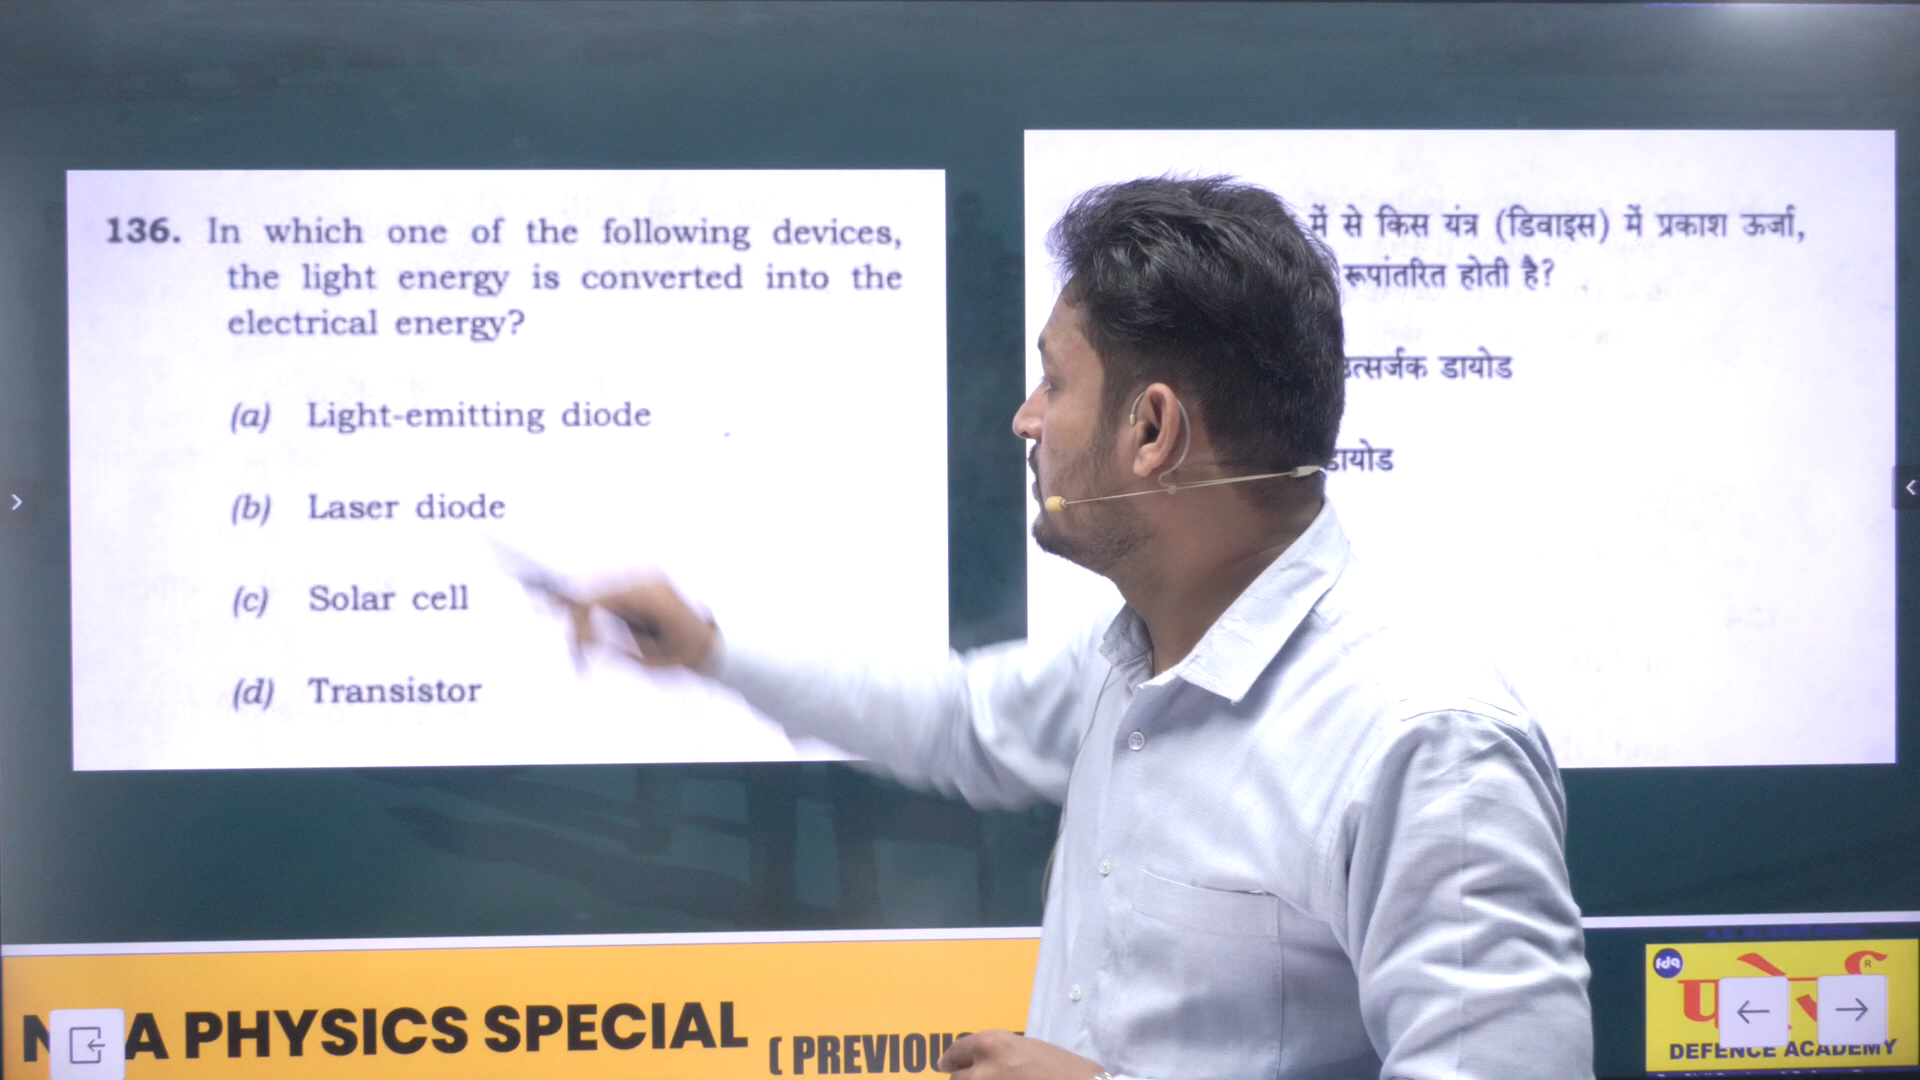 136. In which one of the following devices,
the light energy is converted into the
electrical energy?
(a) Light-emitting diode
(b) Laser diode
(c) Solar cell
(d) Transistor
में से किस यंत्र (डिवाइस) में प्रकाश ऊर्जा,
रूपांतरित होती है?
उत्सर्जक डायोड
डायोड
PHYSICS SPECIAL
( PREVIOU
fda
DEFENCE ACADEMY